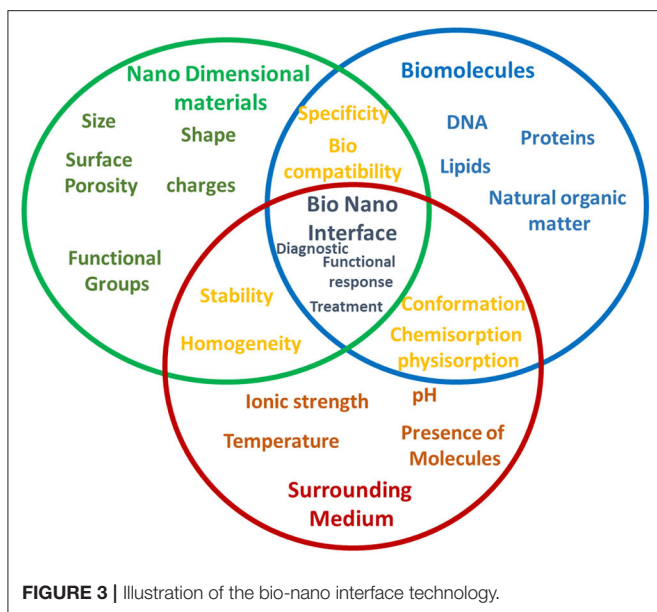 Nano Dimensional
materials
Size
Shape
Surface
Porosity
charges
Functional
Groups
Specificity
Bio
compatibility
Biomolecules
DNA
Proteins
Lipids
Natural organic
matter
Bio Nano
Interface
Diagnostic
Functional
response
Treatment
Stability
Homogeneity
Conformation
Chemisorption
physisorption
Ionic strength
pH
Temperature
Presence of
Molecules
Surrounding
Medium
FIGURE 3 | Illustration of the bio-nano interface technology.